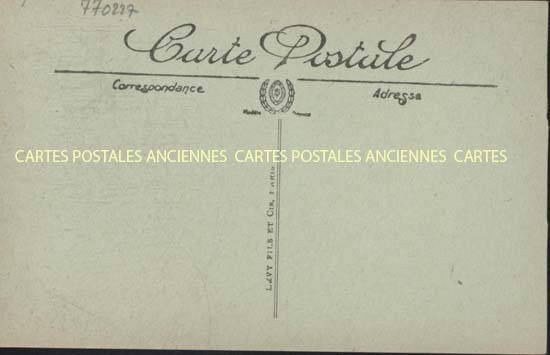 770227
Carte Postale
Correspondance
Adresse
CARTES POSTALES ANCIENNES CARTES POSTALES ANCIENNES CARTES
LÉVY FILS ET CIE, PARIS